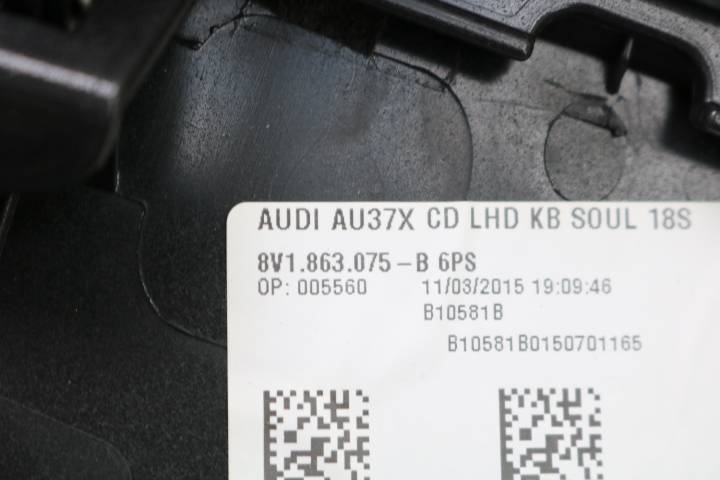 AUDI AU37X CD LHD KB SOUL 18S
8V1.863.075-B 6PS
OP: 005560 11/03/2015 19:09:46
B10581B
B10581B0150701165